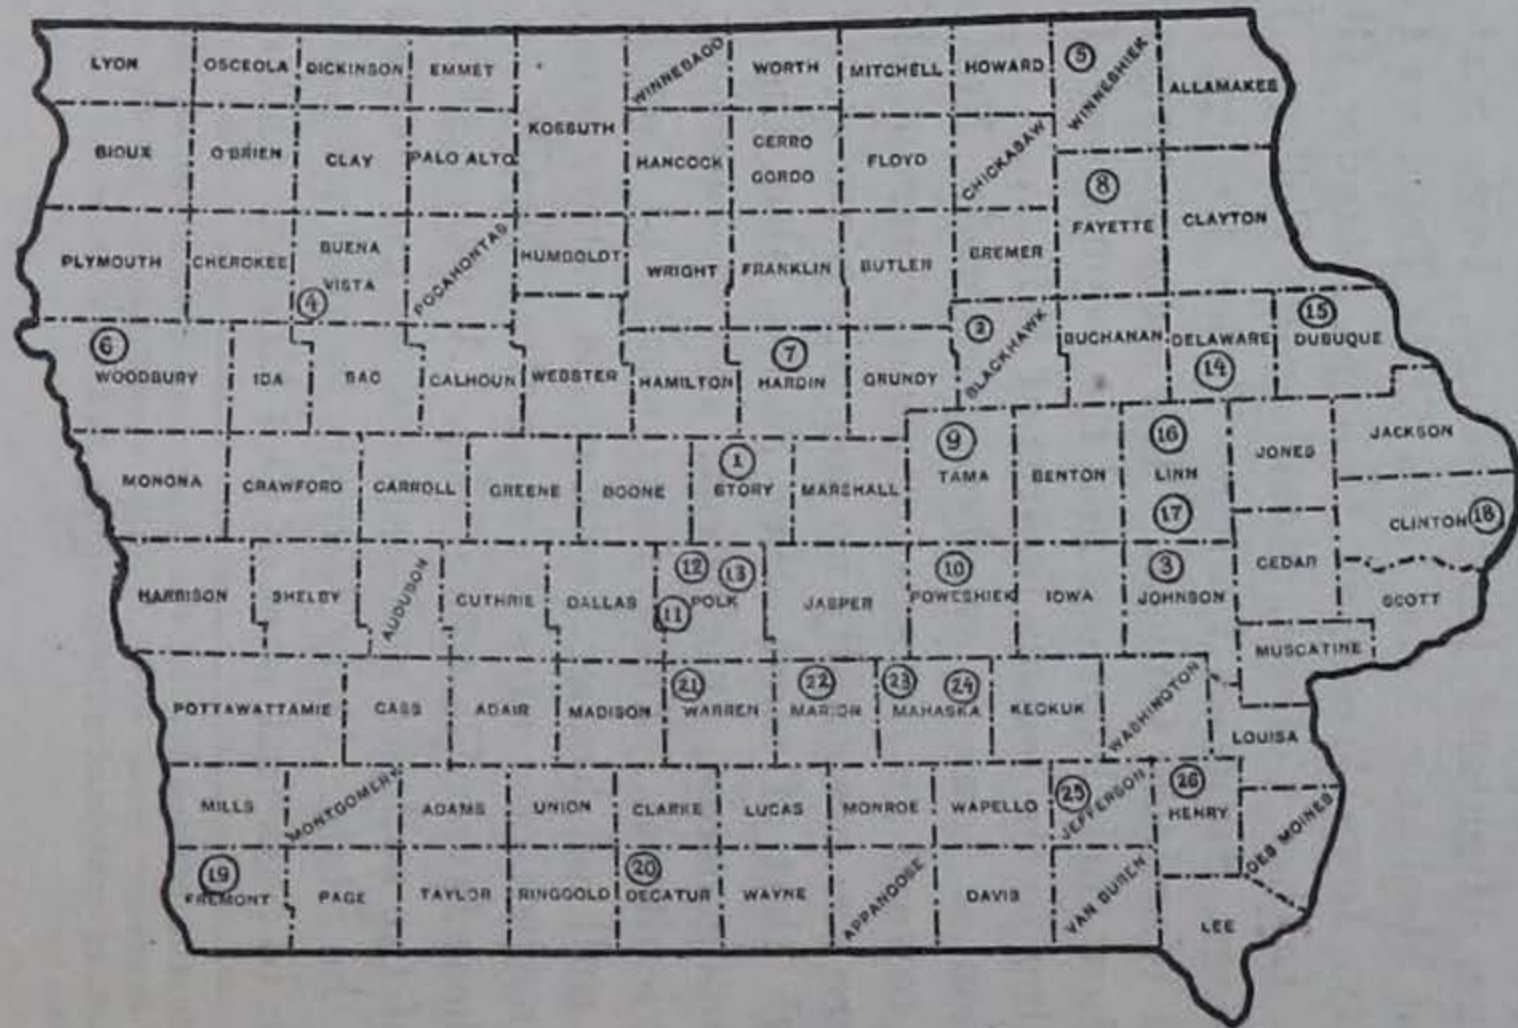 LYON OSCEOLA DICKINSON EMMET WINNEBAGO WORTH MITCHELL HOWARD 5 WINNESHIEK ALLAMAKEE
KOSSUTH
SIOUX O'BRIEN CLAY PALO ALTO HANCOCK CERRO GORDO FLOYD CHICKASAW 8 FAYETTE CLAYTON
PLYMOUTH CHEROKEE BUENA VISTA 4 POCAHONTAS HUMBOLDT WRIGHT FRANKLIN BUTLER BREMER
6 WOODBURY IDA SAC CALHOUN WEBSTER HAMILTON 7 HARDIN GRUNDY 2 BLACKHAWK BUCHANAN DELAWARE 14 15 DUBUQUE
MONONA CRAWFORD CARROLL GREENE BOONE 1 STORY MARSHALL 9 TAMA BENTON 16 LINN 17 JONES JACKSON
CLINTON 18
HARRISON SHELBY AUDUBON GUTHRIE DALLAS 12 13 POLK 11 JASPER 10 POWESHIEK IOWA 3 JOHNSON CEDAR SCOTT
MUSCATINE
POTTAWATTAMIE CASS ADAIR MADISON 21 WARREN 22 MARION 23 24 MAHASKA KEOKUK WASHINGTON LOUISA
MILLS MONTGOMERY ADAMS UNION CLARKE LUCAS MONROE WAPELLO 25 JEFFERSON 26 HENRY DES MOINES
19 FREMONT PAGE TAYLOR RINGGOLD 20 DECATUR WAYNE APPANOOSE DAVIS VAN BUREN LEE